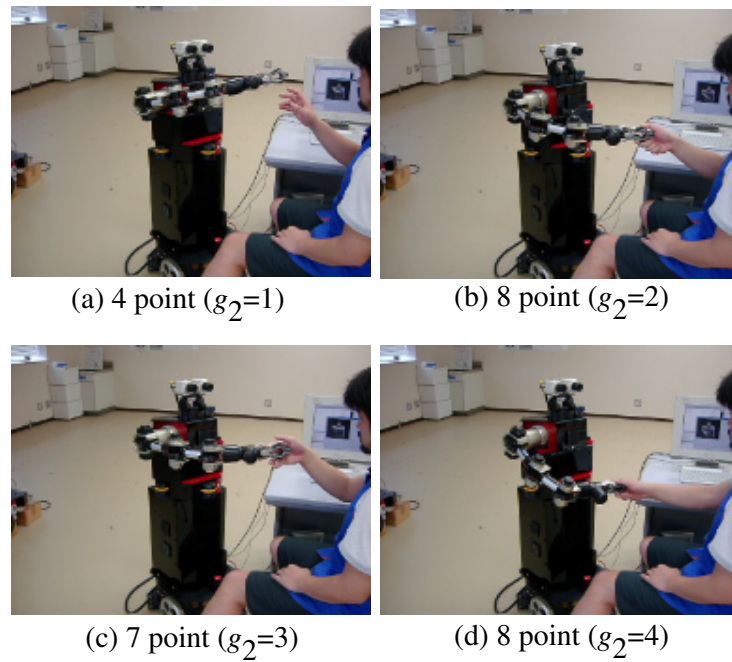 (a) 4 point (g2=1)
(b) 8 point (g2=2)
(c) 7 point (g2=3)
(d) 8 point (g2=4)